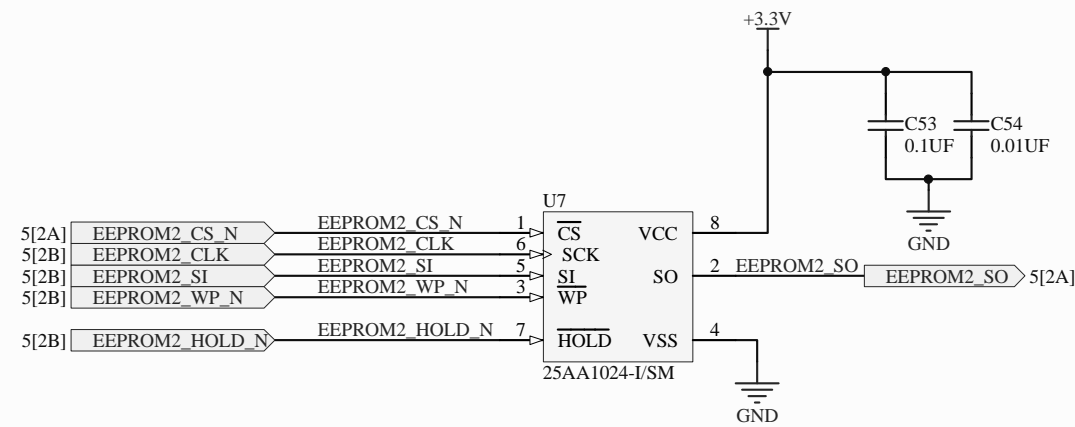 +3.3V
C53
0.1UF
C54
0.01UF
GND
U7
5[2A] EEPROM2_CS_N EEPROM2_CS_N 1 CS VCC 8
5[2B] EEPROM2_CLK EEPROM2_CLK 6 SCK
5[2B] EEPROM2_SI EEPROM2_SI 5 SI SO 2 EEPROM2_SO EEPROM2_SO 5[2A]
5[2B] EEPROM2_WP_N EEPROM2_WP_N 3 WP
5[2B] EEPROM2_HOLD_N EEPROM2_HOLD_N 7 HOLD VSS 4
25AA1024-I/SM
GND